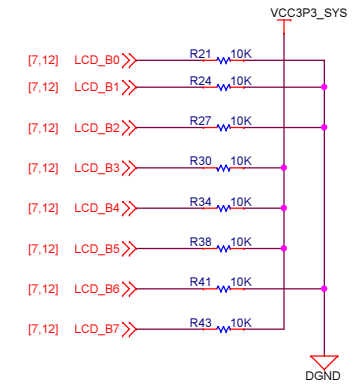 VCC3P3_SYS
[7,12] LCD_B0 R21 10K
[7,12] LCD_B1 R24 10K
[7,12] LCD_B2 R27 10K
[7,12] LCD_B3 R30 10K
[7,12] LCD_B4 R34 10K
[7,12] LCD_B5 R38 10K
[7,12] LCD_B6 R41 10K
[7,12] LCD_B7 R43 10K
DGND